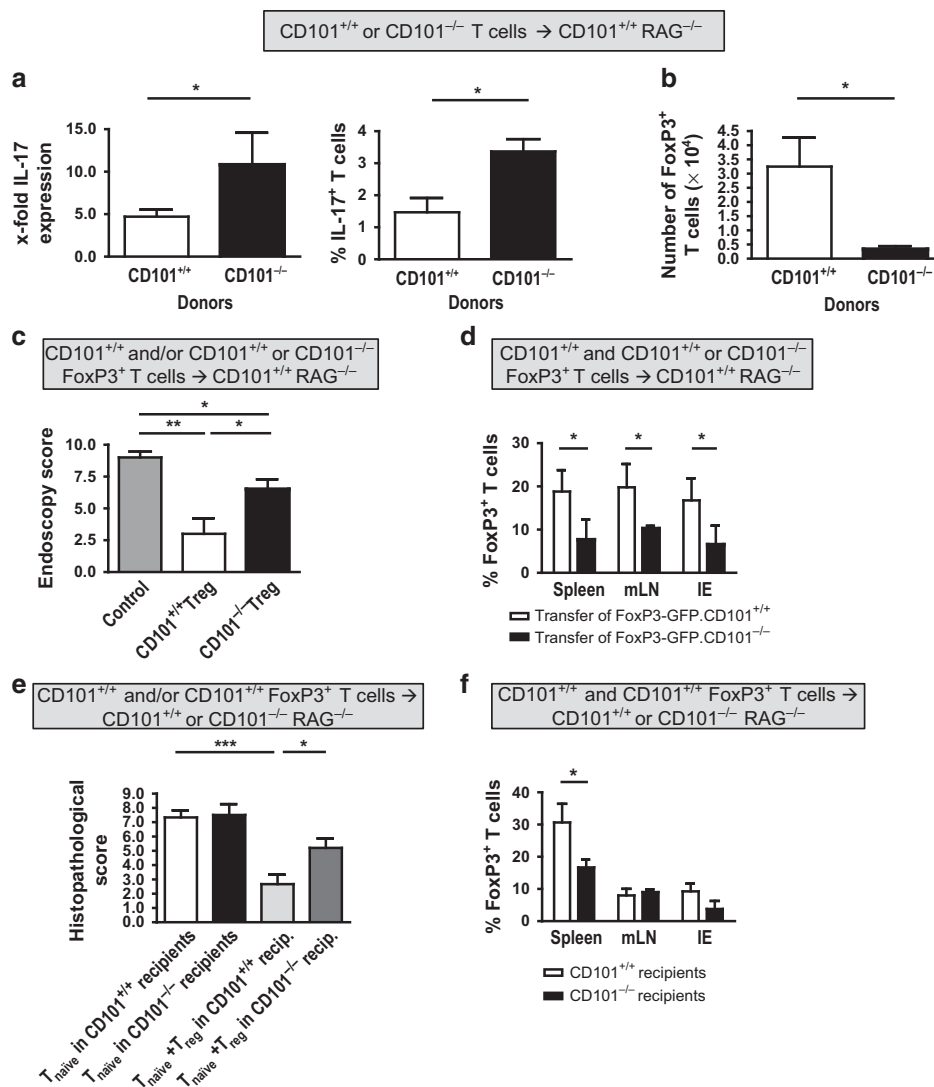 CD101+/+ or CD101–/– T cells → CD101+/+ RAG–/–
a
*
15.0
10.0
5.0
0.0
x-fold IL-17
expression
CD101+/+ CD101–/–
Donors
*
4
3
2
1
0
% IL-17+ T cells
CD101+/+ CD101–/–
Donors
b
*
4.5
4.0
3.5
3.0
2.5
2.0
1.5
1.0
0.5
0.0
Number of FoxP3+
T cells (× 10⁴)
CD101+/+ CD101–/–
Donors
c
CD101+/+ and/or CD101+/+ or CD101–/–
FoxP3+ T cells → CD101+/+ RAG–/–
*
** *
10.0
7.5
5.0
2.5
0.0
Endoscopy score
Control
CD101+/+Treg
CD101–/–Treg
d
CD101+/+ and CD101+/+ or CD101–/–
FoxP3+ T cells → CD101+/+ RAG–/–
* * *
30
20
10
0
% FoxP3+ T cells
Spleen mLN IE
Transfer of FoxP3-GFP.CD101+/+
Transfer of FoxP3-GFP.CD101–/–
e
CD101+/+ and/or CD101+/+ FoxP3+ T cells →
CD101+/+ or CD101–/– RAG–/–
*** *
9.0
8.0
7.0
6.0
5.0
4.0
3.0
2.0
1.0
0.0
Histopathological
score
Tnaïve in CD101+/+ recipients
Tnaïve in CD101–/– recipients
Tnaïve +Treg in CD101+/+ recip.
Tnaïve +Treg in CD101–/– recip.
f
CD101+/+ and CD101+/+ FoxP3+ T cells →
CD101+/+ or CD101–/– RAG–/–
*
40
30
20
10
0
% FoxP3+ T cells
Spleen mLN IE
CD101+/+ recipients
CD101–/– recipients